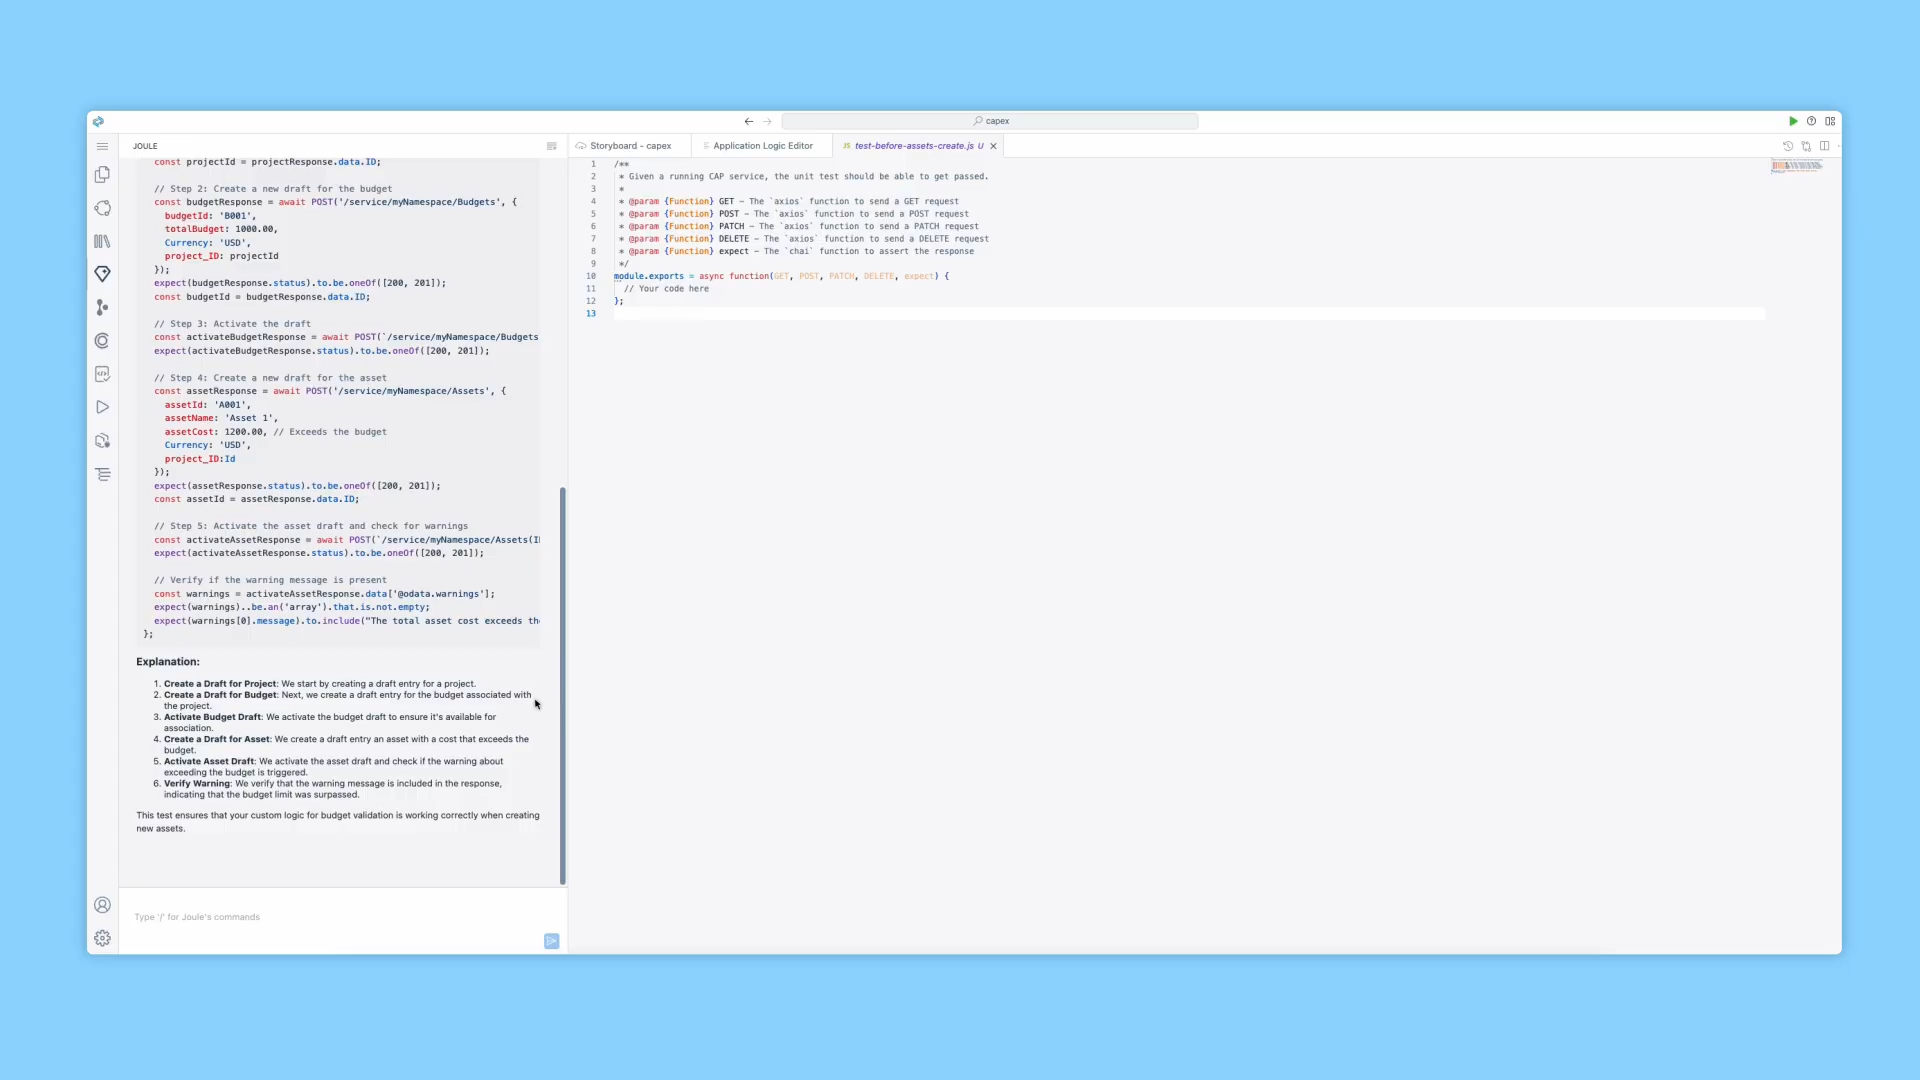 capex
JOULE
const projectId = projectResponse.data.ID;
// Step 2: Create a new draft for the budget
const budgetResponse = await POST('/service/myNamespace/Budgets', {
budgetId: 'B001',
totalBudget: 1000.00,
Currency: 'USD',
project_ID: projectId
});
expect(budgetResponse.status).to.be.oneOf([200, 201]);
const budgetId = budgetResponse.data.ID;
// Step 3: Activate the draft
const activateBudgetResponse = await POST(`/service/myNamespace/Budgets
expect(activateBudgetResponse.status).to.be.oneOf([200, 201]);
// Step 4: Create a new draft for the asset
const assetResponse = await POST('/service/myNamespace/Assets', {
assetId: 'A001',
assetName: 'Asset 1',
assetCost: 1200.00, // Exceeds the budget
Currency: 'USD',
project_ID:Id
});
expect(assetResponse.status).to.be.oneOf([200, 201]);
const assetId = assetResponse.data.ID;
// Step 5: Activate the asset draft and check for warnings
const activateAssetResponse = await POST(`/service/myNamespace/Assets(I
expect(activateAssetResponse.status).to.be.oneOf([200, 201]);
// Verify if the warning message is present
const warnings = activateAssetResponse.data['@odata.warnings'];
expect(warnings)..be.an('array').that.is.not.empty;
expect(warnings[0].message).to.include("The total asset cost exceeds th
};
Explanation:
1. Create a Draft for Project: We start by creating a draft entry for a project.
2. Create a Draft for Budget: Next, we create a draft entry for the budget associated with
the project.
3. Activate Budget Draft: We activate the budget draft to ensure it's available for
association.
4. Create a Draft for Asset: We create a draft entry an asset with a cost that exceeds the
budget.
5. Activate Asset Draft: We activate the asset draft and check if the warning about
exceeding the budget is triggered.
6. Verify Warning: We verify that the warning message is included in the response,
indicating that the budget limit was surpassed.
This test ensures that your custom logic for budget validation is working correctly when creating
new assets.
Type '/' for Joule's commands
Storyboard - capex
Application Logic Editor
JS test-before-assets-create.js U
1 /**
2 * Given a running CAP service, the unit test should be able to get passed.
3 *
4 * @param {Function} GET - The `axios` function to send a GET request
5 * @param {Function} POST - The `axios` function to send a POST request
6 * @param {Function} PATCH - The `axios` function to send a PATCH request
7 * @param {Function} DELETE - The `axios` function to send a DELETE request
8 * @param {Function} expect - The `chai` function to assert the response
9 */
10 module.exports = async function(GET, POST, PATCH, DELETE, expect) {
11 // Your code here
12 };
13